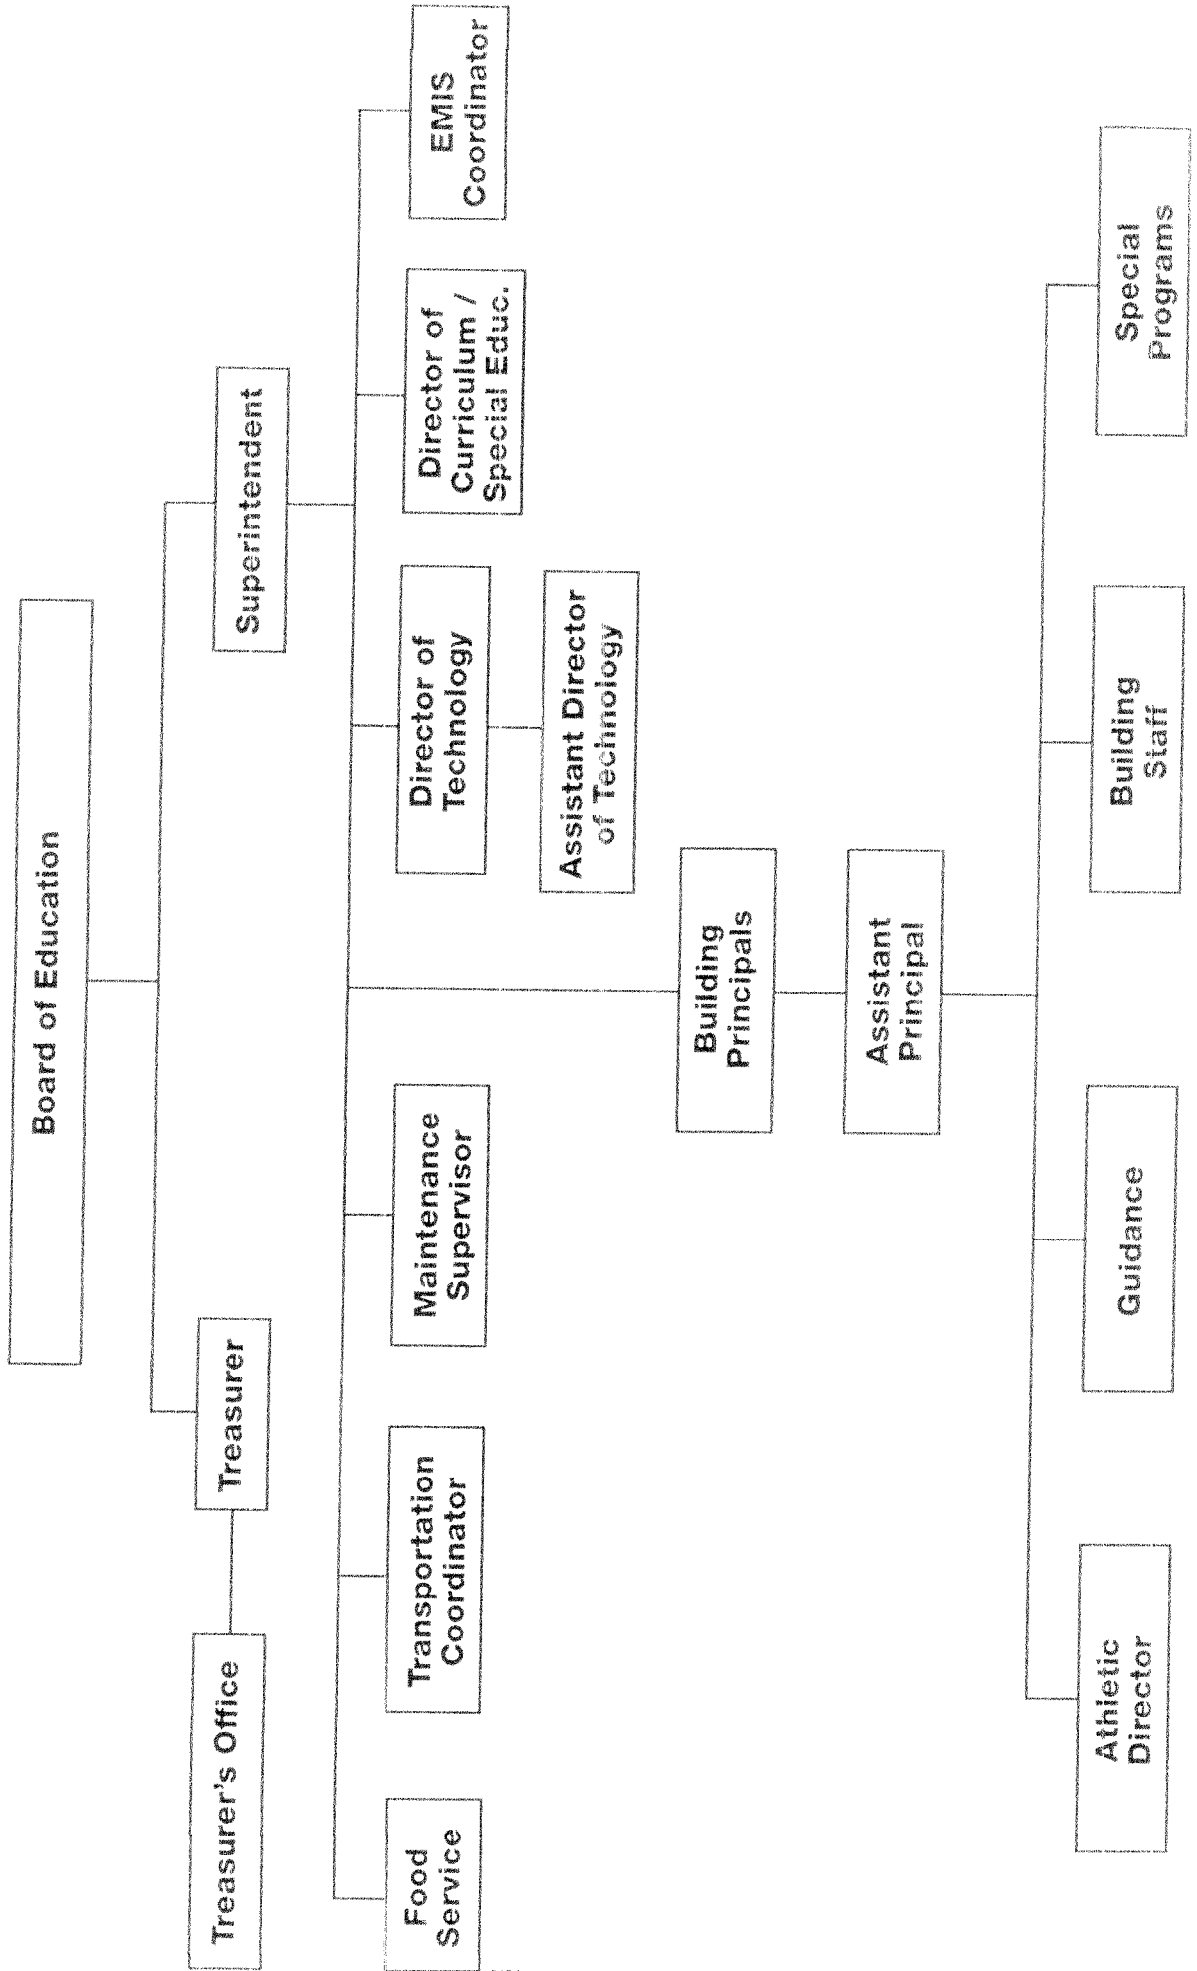 Board of Education
Treasurer's Office
Treasurer
Superintendent
Food
Service
Transportation
Coordinator
Maintenance
Supervisor
Director of
Technology
Director of
Curriculum /
Special Educ.
EMIS
Coordinator
Assistant Director
of Technology
Building
Principals
Assistant
Principal
Athletic
Director
Guidance
Building
Staff
Special
Programs